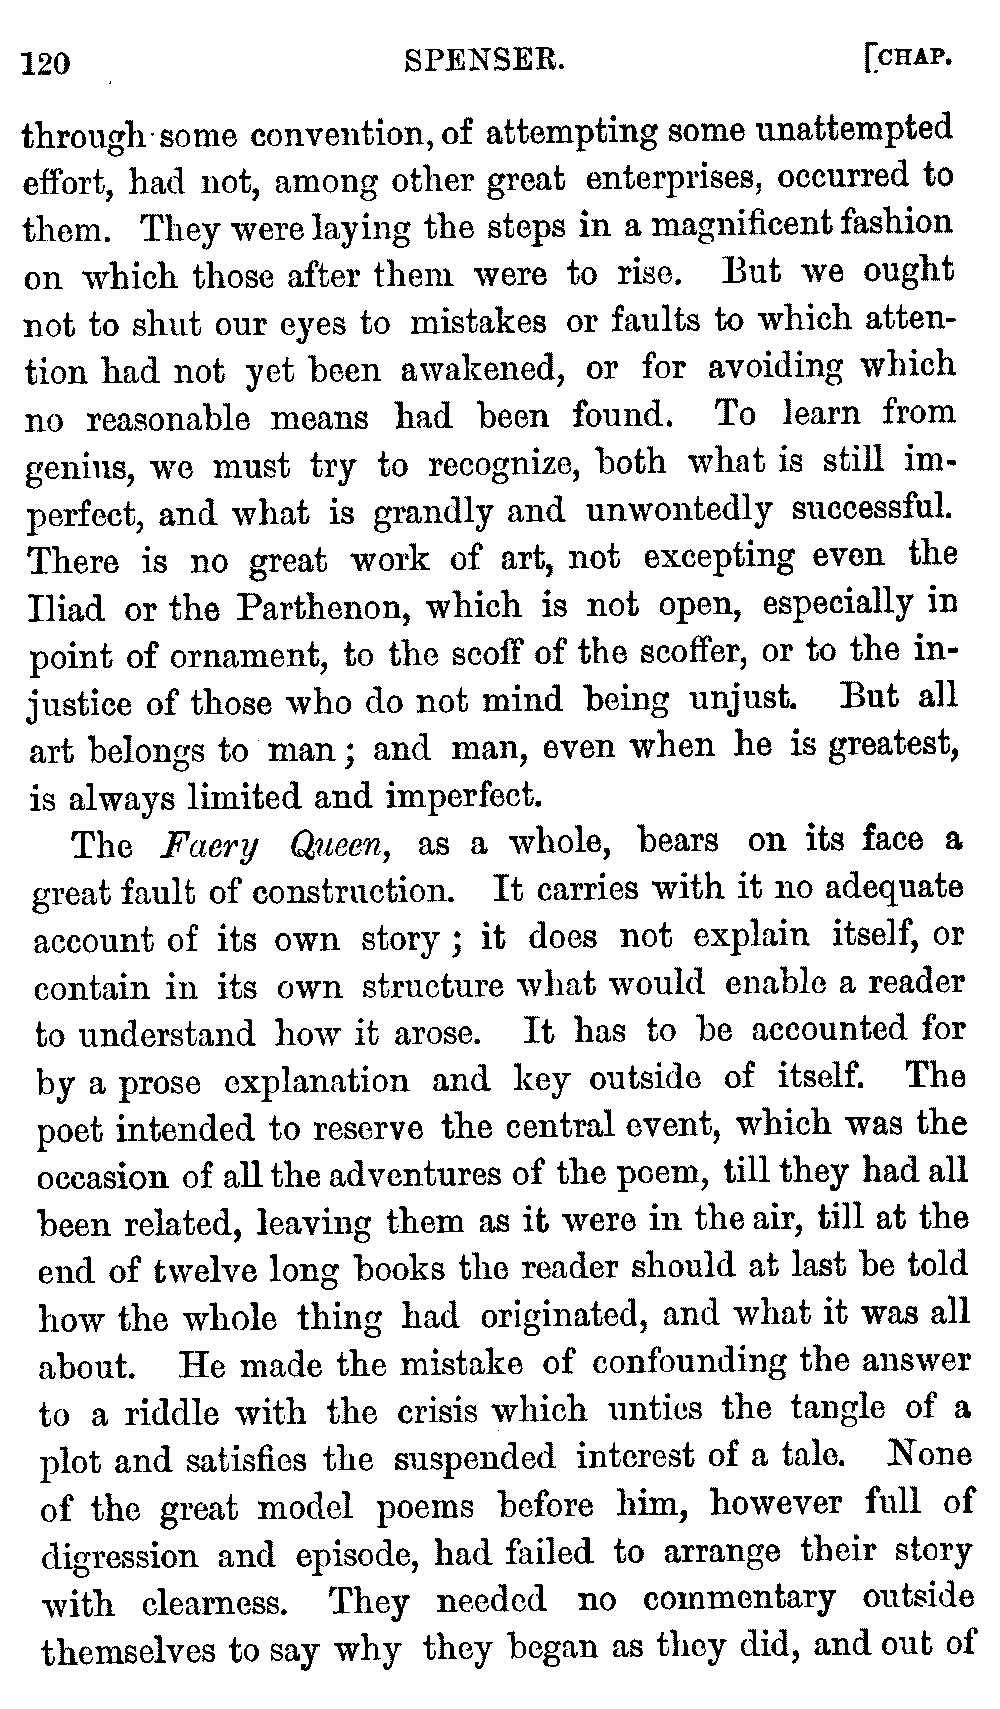 120 SPENSER. [CHAP.
through some convention, of attempting some unattempted
effort, had not, among other great enterprises, occurred to
them. They were laying the steps in a magnificent fashion
on which those after them were to rise. But we ought
not to shut our eyes to mistakes or faults to which atten-
tion had not yet been awakened, or for avoiding which
no reasonable means had been found. To learn from
genius, we must try to recognize, both what is still im-
perfect, and what is grandly and unwontedly successful.
There is no great work of art, not excepting even the
Iliad or the Parthenon, which is not open, especially in
point of ornament, to the scoff of the scoffer, or to the in-
justice of those who do not mind being unjust. But all
art belongs to man; and man, even when he is greatest,
is always limited and imperfect.
The Faery Queen, as a whole, bears on its face a
great fault of construction. It carries with it no adequate
account of its own story; it does not explain itself, or
contain in its own structure what would enable a reader
to understand how it arose. It has to be accounted for
by a prose explanation and key outside of itself. The
poet intended to reserve the central event, which was the
occasion of all the adventures of the poem, till they had all
been related, leaving them as it were in the air, till at the
end of twelve long books the reader should at last be told
how the whole thing had originated, and what it was all
about. He made the mistake of confounding the answer
to a riddle with the crisis which unties the tangle of a
plot and satisfies the suspended interest of a tale. None
of the great model poems before him, however full of
digression and episode, had failed to arrange their story
with clearness. They needed no commentary outside
themselves to say why they began as they did, and out of